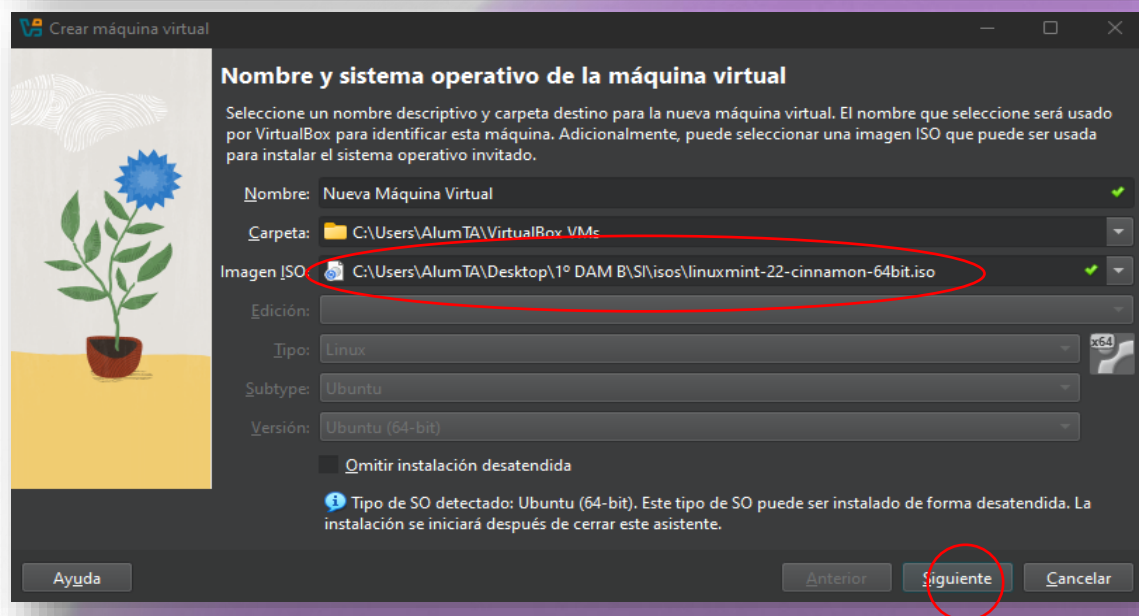 Crear máquina virtual
Nombre y sistema operativo de la máquina virtual
Seleccione un nombre descriptivo y carpeta destino para la nueva máquina virtual. El nombre que seleccione será usado
por VirtualBox para identificar esta máquina. Adicionalmente, puede seleccionar una imagen ISO que puede ser usada
para instalar el sistema operativo invitado.
Nombre: Nueva Máquina Virtual
Carpeta: C:\Users\AlumTA\VirtualBox VMs
Imagen ISO: C:\Users\AlumTA\Desktop\1º DAM B\SI\isos\linuxmint-22-cinnamon-64bit.iso
Edición:
Tipo: Linux x64
Subtype: Ubuntu
Versión: Ubuntu (64-bit)
Omitir instalación desatendida
Tipo de SO detectado: Ubuntu (64-bit). Este tipo de SO puede ser instalado de forma desatendida. La
instalación se iniciará después de cerrar este asistente.
Ayuda Anterior Siguiente Cancelar